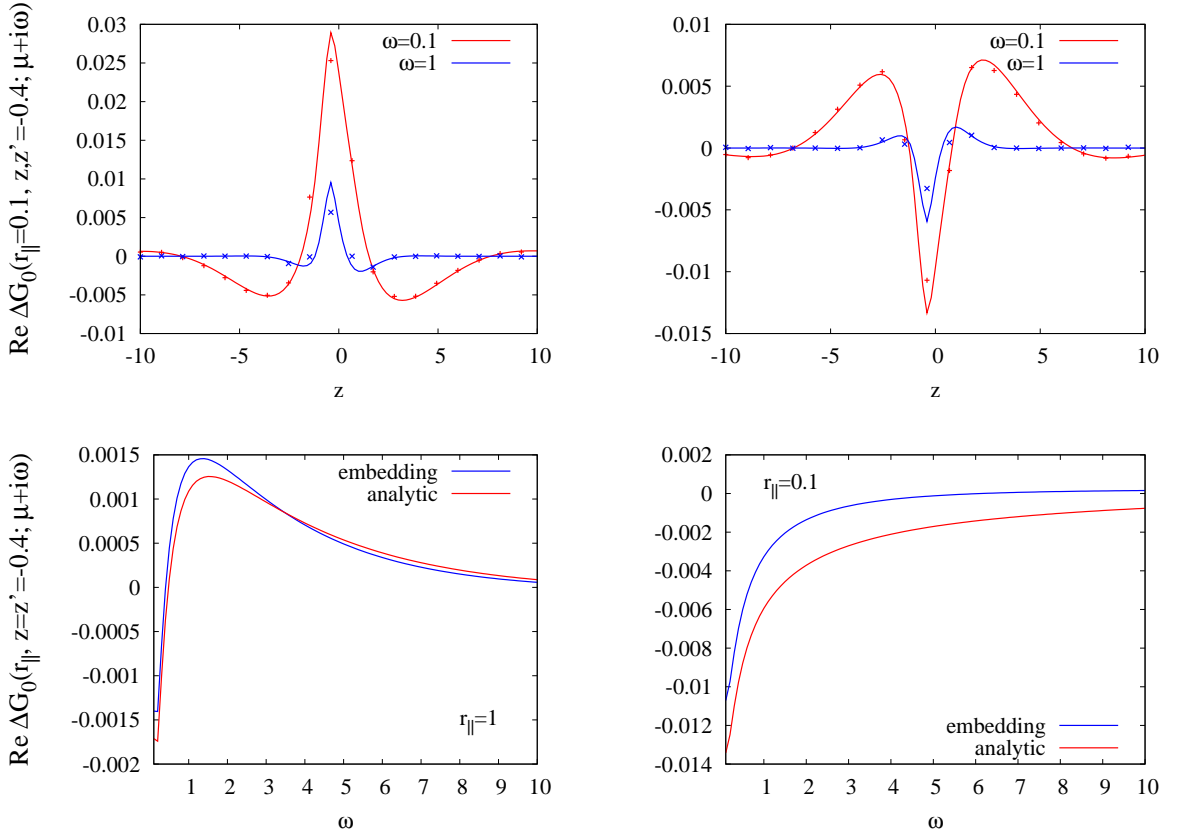 Re ΔG₀(r||=0.1, z,z'=-0.4; μ+iω)
0.03
0.025
0.02
0.015
0.01
0.005
0
-0.005
-0.01
ω=0.1
ω=1
-10
-5
0
5
10
z
0.01
0.005
0
-0.005
-0.01
-0.015
ω=0.1
ω=1
-10
-5
0
5
10
z
Re ΔG₀(r||, z=z'=-0.4; μ+iω)
0.0015
0.001
0.0005
0
-0.0005
-0.001
-0.0015
-0.002
embedding
analytic
r||=1
1 2 3 4 5 6 7 8 9 10
ω
0.002
0
-0.002
-0.004
-0.006
-0.008
-0.01
-0.012
-0.014
r||=0.1
embedding
analytic
1 2 3 4 5 6 7 8 9 10
ω